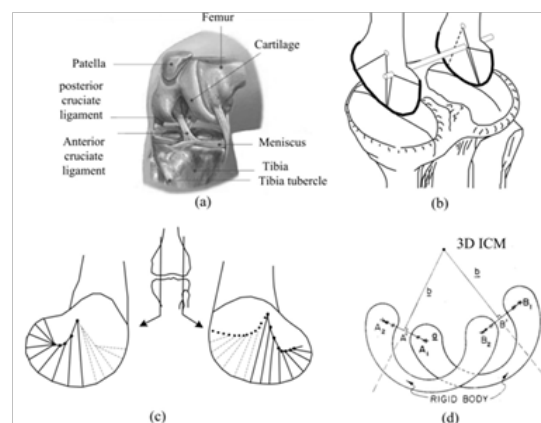 Femur
Cartilage
Patella
posterior
cruciate
ligament
Anterior
cruciate
ligament
Meniscus
Tibia
Tibia tubercle
(a)
(b)
3D ICM
b
b
A₂
A
a
A₁
B₂
B'
B₁
RIGID BODY
(c)
(d)